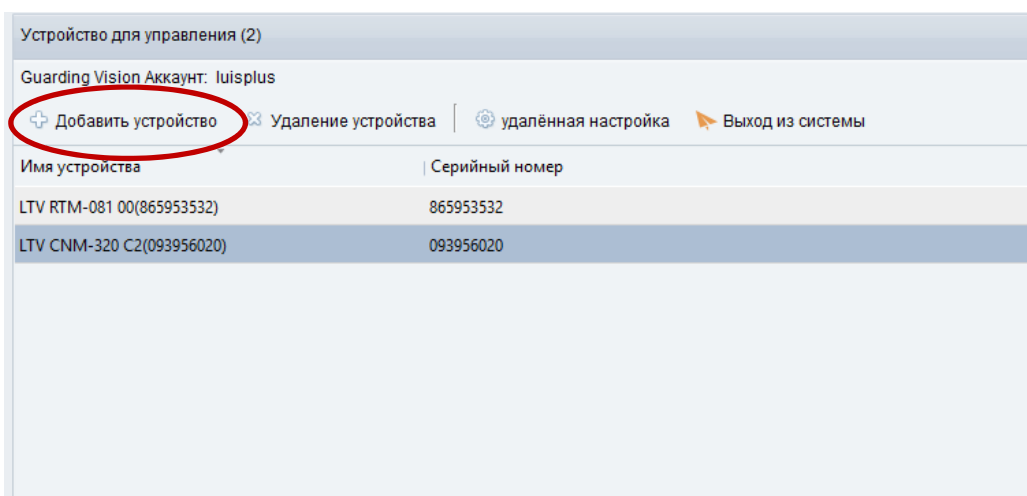 Устройство для управления (2)
Guarding Vision Аккаунт: luisplus
Добавить устройство Удаление устройства удалённая настройка Выход из системы
Имя устройства Серийный номер
LTV RTM-081 00(865953532) 865953532
LTV CNM-320 C2(093956020) 093956020